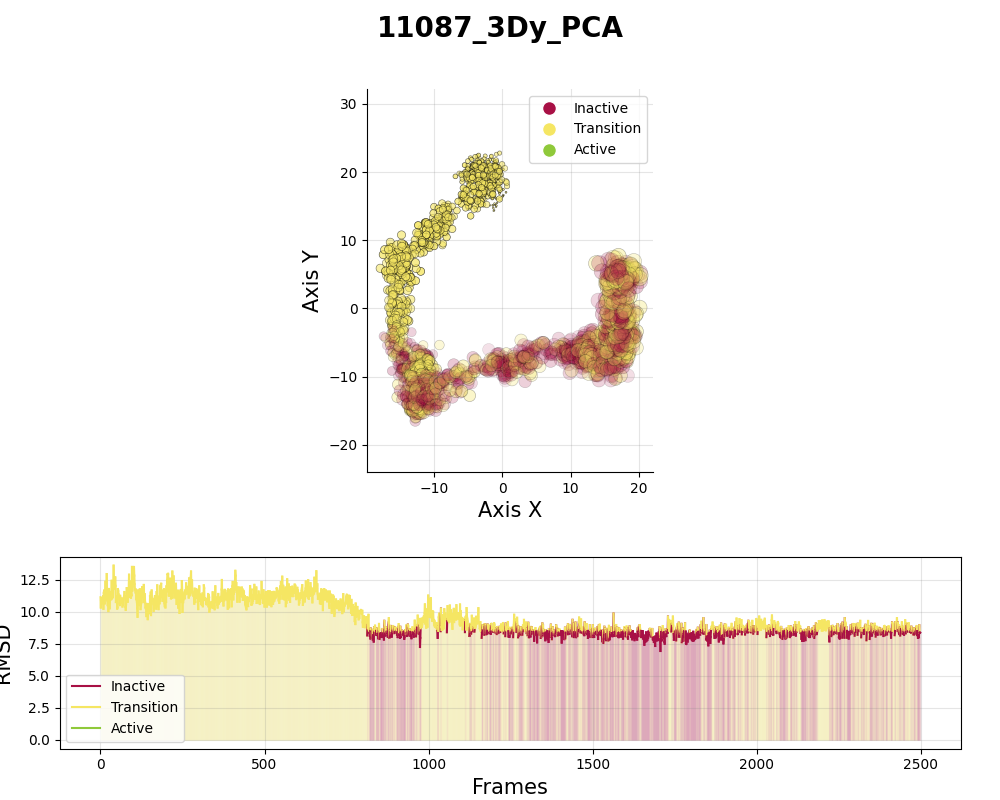 11087_3Dy_PCA
Inactive
Transition
Active
30
20
10
0
−10
−20
Axis Y
−10 0 10 20
Axis X
12.5
10.0
7.5
5.0
2.5
0.0
RMSD
Inactive
Transition
Active
0 500 1000 1500 2000 2500
Frames